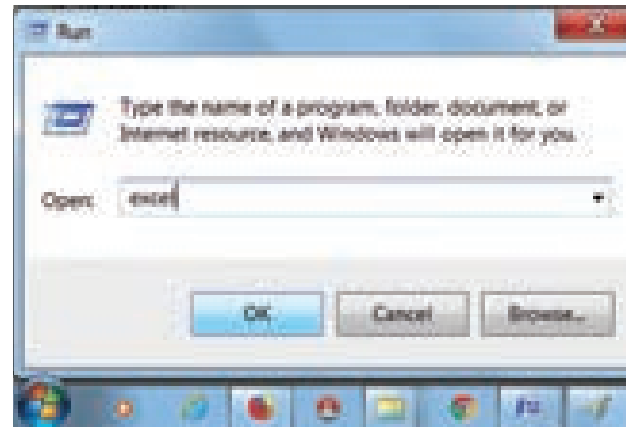 Run
Type the name of a program, folder, document, or
Internet resource, and Windows will open it for you.
Open: excel
OK Cancel Browse...